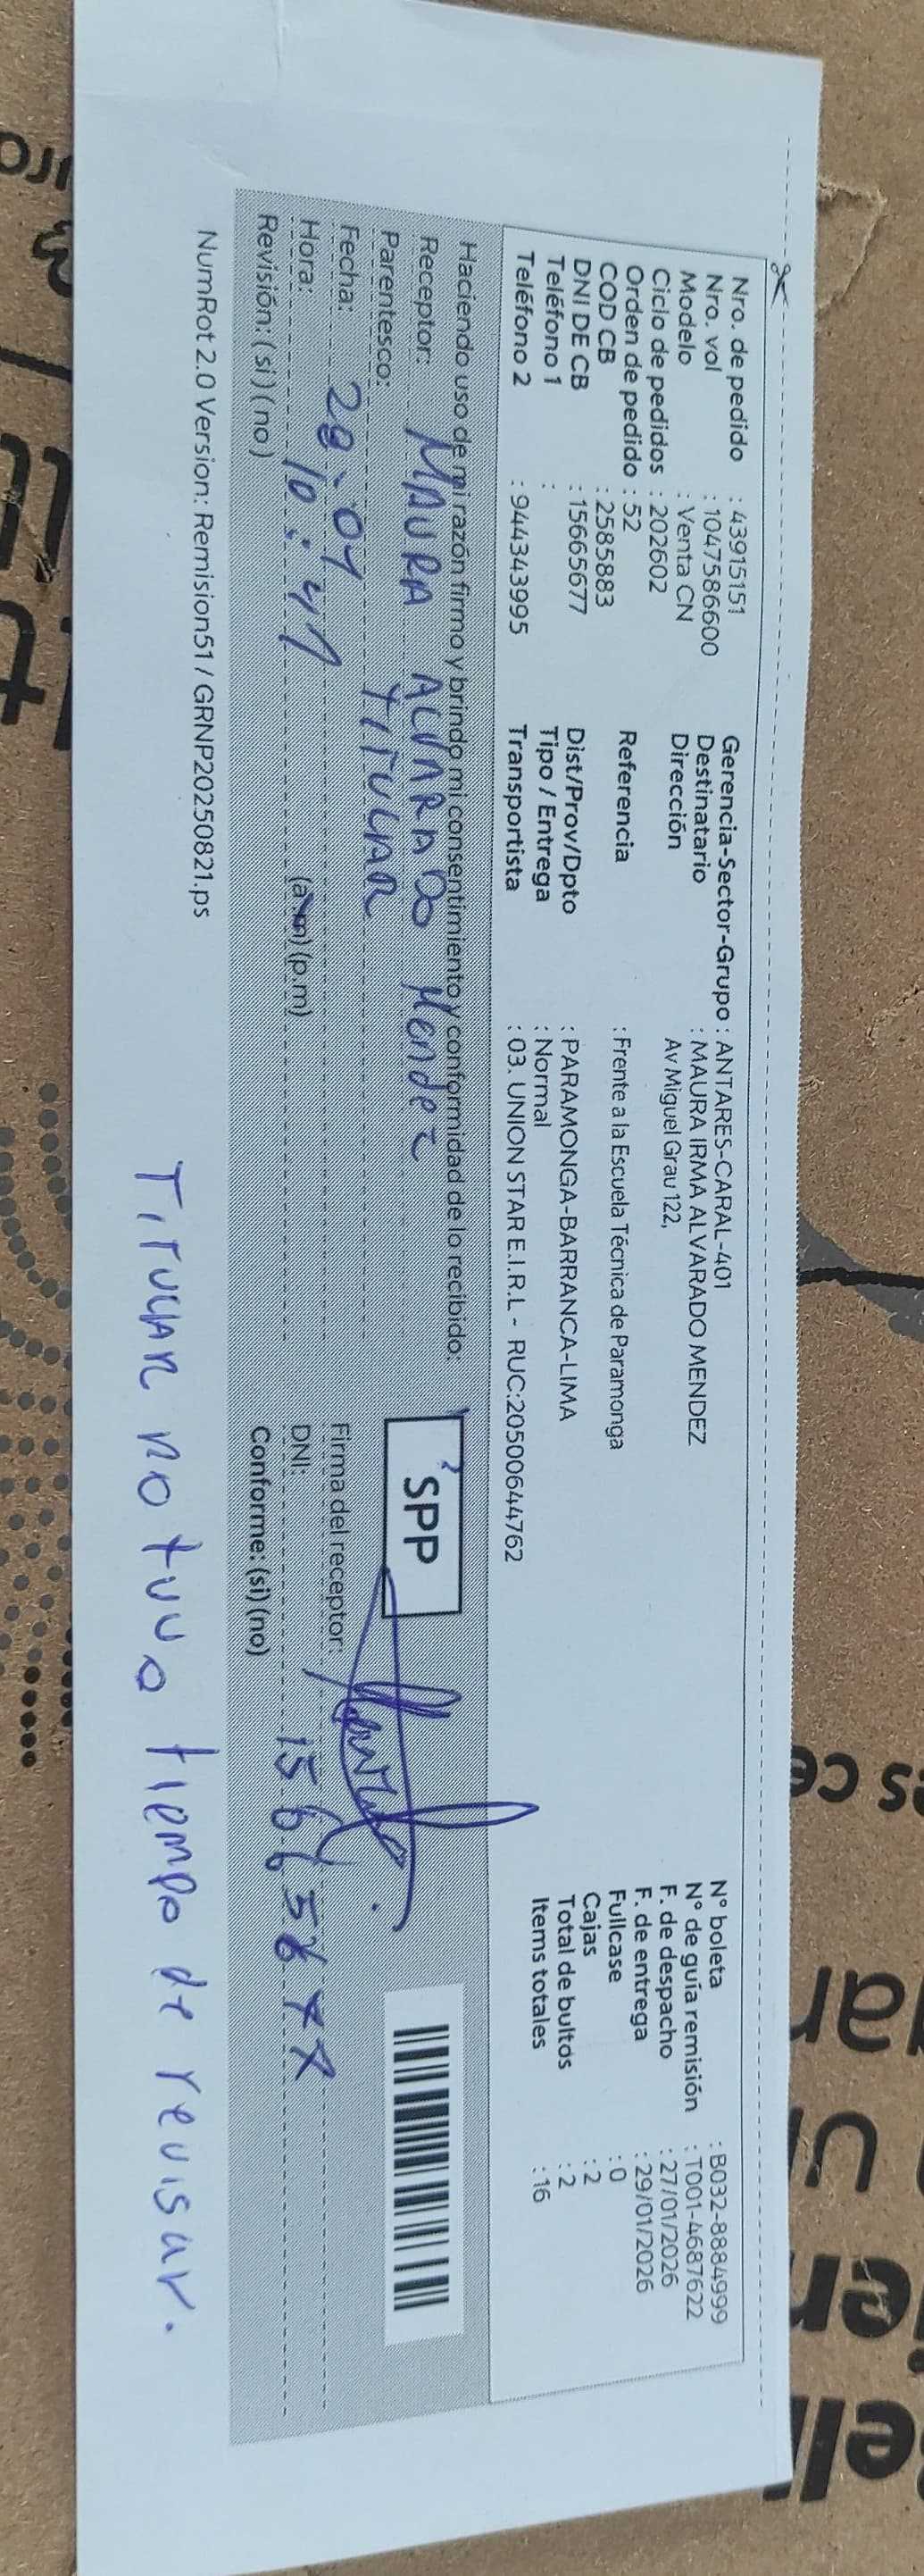 Nro. de pedido : 43915151
Nro. vol : 1047586600
Modelo : Venta CN
Ciclo de pedidos : 202602
Orden de pedido : 52
COD CB : 2585883
DNI DE CB : 15665677
Teléfono 1 :
Teléfono 2 : 944343995
Gerencia-Sector-Grupo : ANTARES-CARAL-401
Destinatario : MAURA IRMA ALVARADO MENDEZ
Dirección Av Miguel Grau 122,
Referencia : Frente a la Escuela Técnica de Paramonga
Dist/Prov/Dpto : PARAMONGA-BARRANCA-LIMA
Tipo / Entrega : Normal
Transportista : 03. UNION STAR E.I.R.L - RUC:20500644762
N° boleta : B032-8884999
N° de guía remisión : T001-4687622
F. de despacho : 27/01/2026
F. de entrega : 29/01/2026
Fullcase : 0
Cajas : 2
Total de bultos : 2
Items totales : 16
Haciendo uso de mi razón firmo y brindo mi consentimiento y conformidad de lo recibido:
Receptor: MAURA ALVARADO Mendez
Parentesco: TITULAR
Fecha: 28.01
Hora: 10:47 (a.m) (p.m)
Revisión: (si) (no)
SPP
Firma del receptor:
DNI: 15665677
Conforme: (si) (no)
NumRot 2.0 Version: Remision51 / GRNP20250821.ps
TITULAR no tuvo tiempo de revisar.